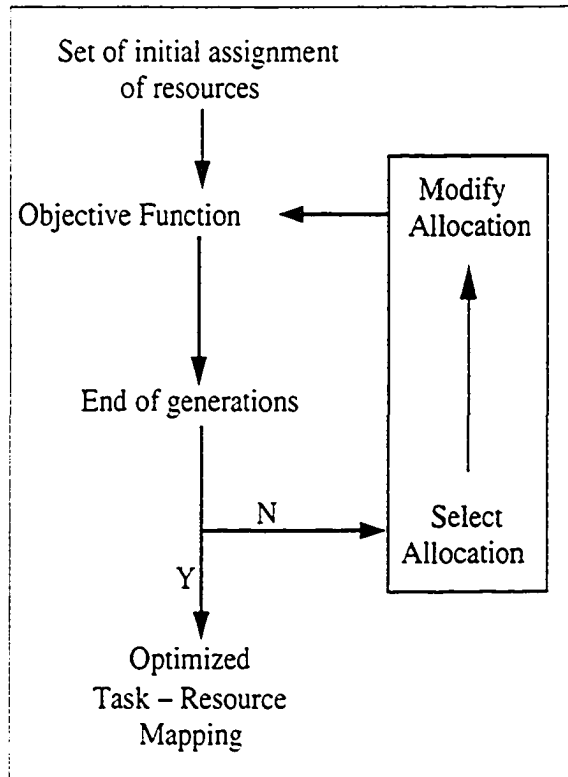 Set of initial assignment
of resources
Objective Function
Modify
Allocation
End of generations
N
Select
Allocation
Y
Optimized
Task – Resource
Mapping